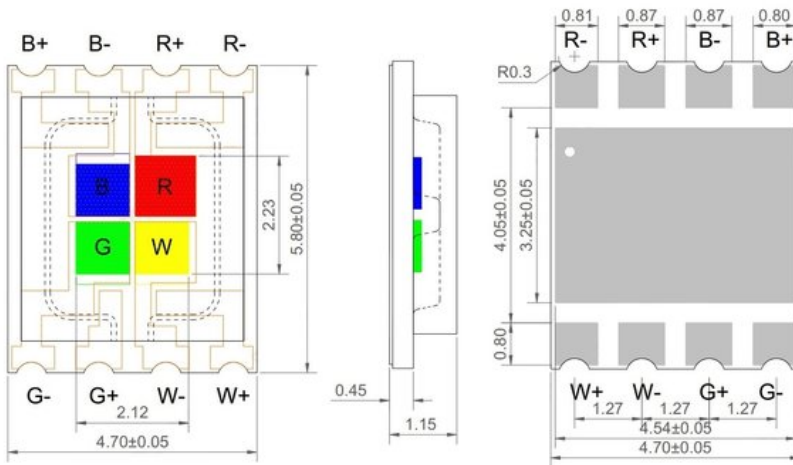 B+ B- R+ R-
B R
G W
2.23
5.80±0.05
G- G+ W- W+
2.12
4.70±0.05
0.45
1.15
0.81 0.87 0.87 0.80
R- R+ B- B+
R0.3
4.05±0.05
3.25±0.05
0.80
W+ W- G+ G-
1.27 1.27 1.27
4.54±0.05
4.70±0.05